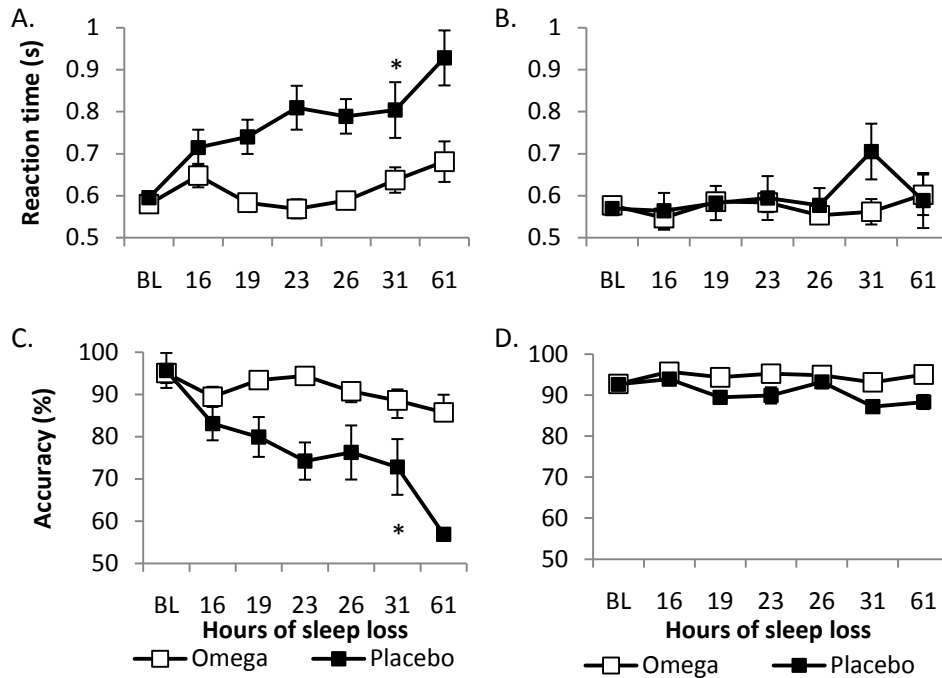 A.
B.
Reaction time (s)
1
0.9
0.8
0.7
0.6
0.5
*
BL 16 19 23 26 31 61
1
0.9
0.8
0.7
0.6
0.5
BL 16 19 23 26 31 61
C.
D.
Accuracy (%)
100
90
80
70
60
50
*
BL 16 19 23 26 31 61
Hours of sleep loss
Omega Placebo
100
90
80
70
60
50
BL 16 19 23 26 31 61
Hours of sleep loss
Omega Placebo